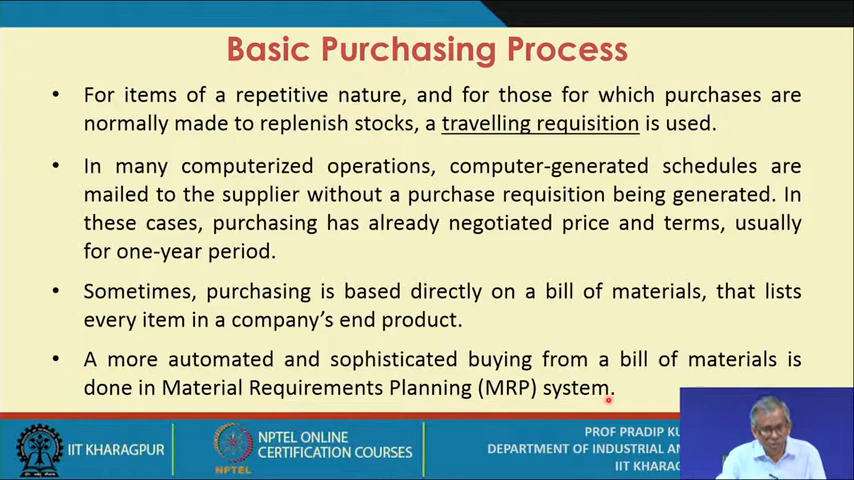 Basic Purchasing Process
• For items of a repetitive nature, and for those for which purchases are
normally made to replenish stocks, a travelling requisition is used.
• In many computerized operations, computer-generated schedules are
mailed to the supplier without a purchase requisition being generated. In
these cases, purchasing has already negotiated price and terms, usually
for one-year period.
• Sometimes, purchasing is based directly on a bill of materials, that lists
every item in a company's end product.
• A more automated and sophisticated buying from a bill of materials is
done in Material Requirements Planning (MRP) system.
IIT KHARAGPUR
NPTEL
NPTEL ONLINE
CERTIFICATION COURSES
PROF PRADIP
DEPARTMENT OF INDUSTRIAL
IIT